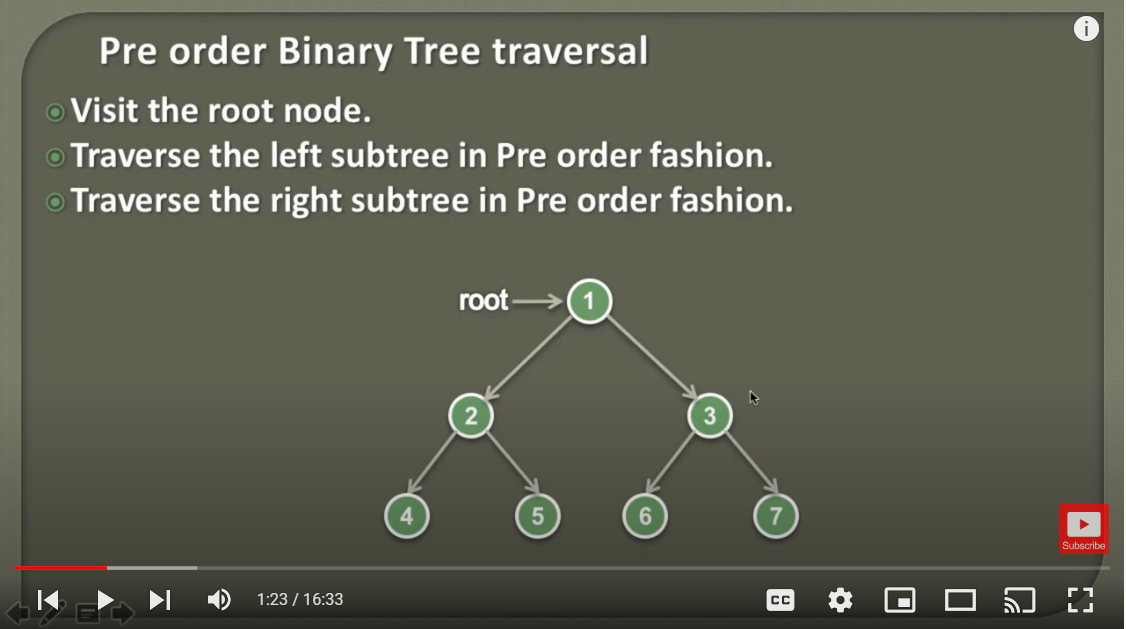 Pre order Binary Tree traversal
Visit the root node.
Traverse the left subtree in Pre order fashion.
Traverse the right subtree in Pre order fashion.
root 1
2 3
4 5 6 7
Subscribe
1:23 / 16:33
CC